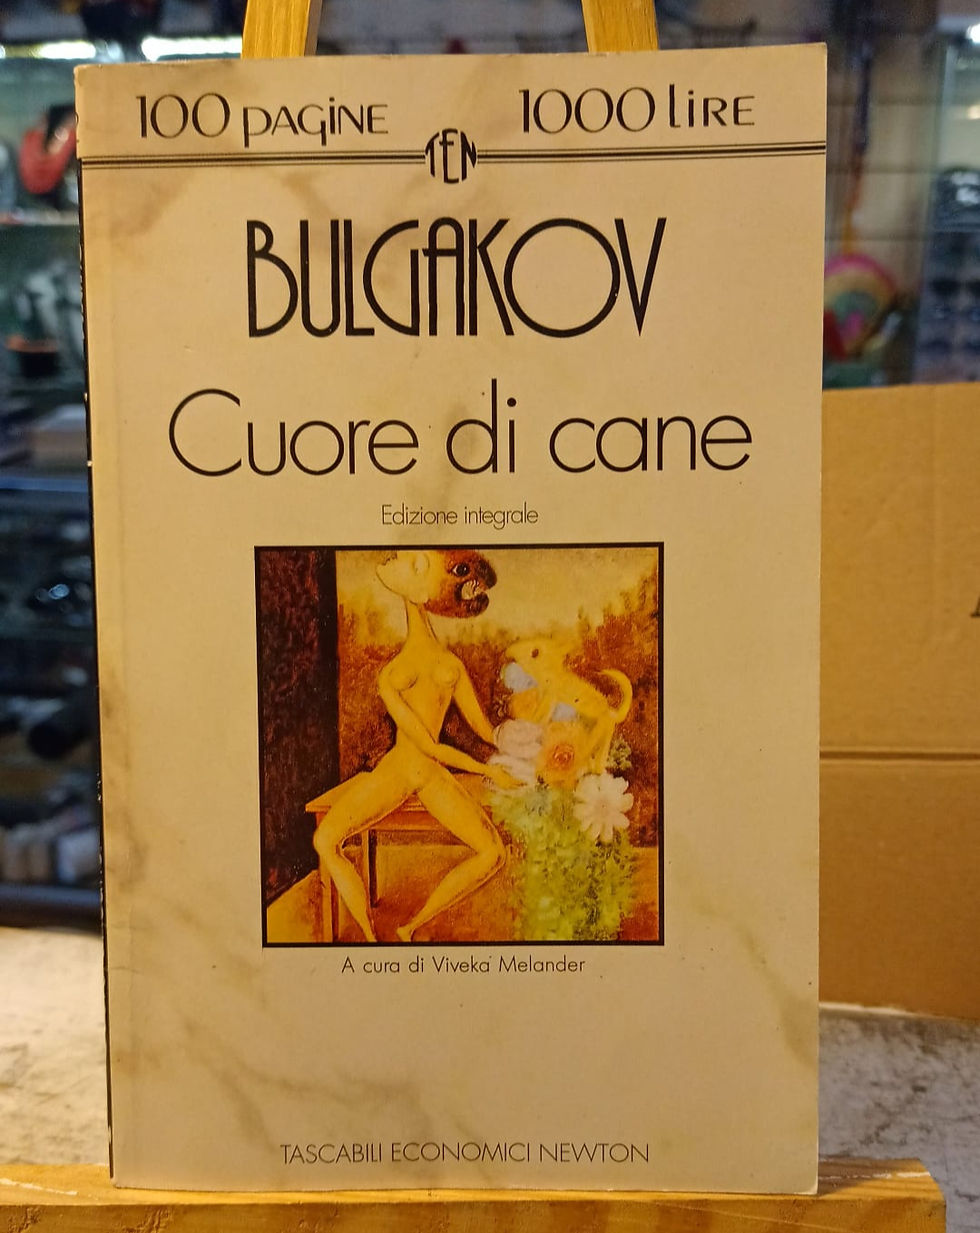 100 pagine 1000 lire
TEN
BULGAKOV
Cuore di cane
Edizione integrale
A cura di Viveka Melander
TASCABILI ECONOMICI NEWTON